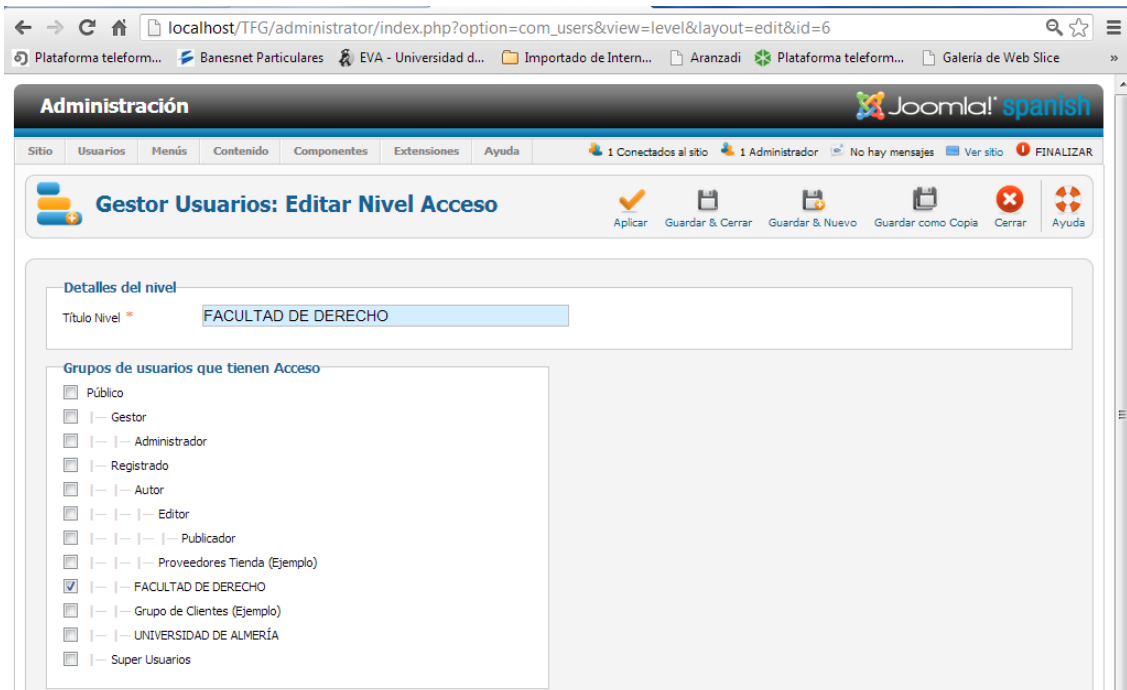 localhost/TFG/administrator/index.php?option=com_users&view=level&layout=edit&id=6
Plataforma teleform... Banesnet Particulares EVA - Universidad d... Importado de Intern... Aranzadi Plataforma teleform... Galería de Web Slice »
Administración Joomla!® spanish
Sitio Usuarios Menús Contenido Componentes Extensiones Ayuda 1 Conectados al sitio 1 Administrador No hay mensajes Ver sitio FINALIZAR
Gestor Usuarios: Editar Nivel Acceso
Aplicar Guardar & Cerrar Guardar & Nuevo Guardar como Copia Cerrar Ayuda
Detalles del nivel
Título Nivel * FACULTAD DE DERECHO
Grupos de usuarios que tienen Acceso
Público
|— Gestor
|— |— Administrador
|— Registrado
|— |— Autor
|— |— |— Editor
|— |— |— |— Publicador
|— |— |— Proveedores Tienda (Ejemplo)
|— |— FACULTAD DE DERECHO
|— |— Grupo de Clientes (Ejemplo)
|— |— UNIVERSIDAD DE ALMERÍA
|— Super Usuarios